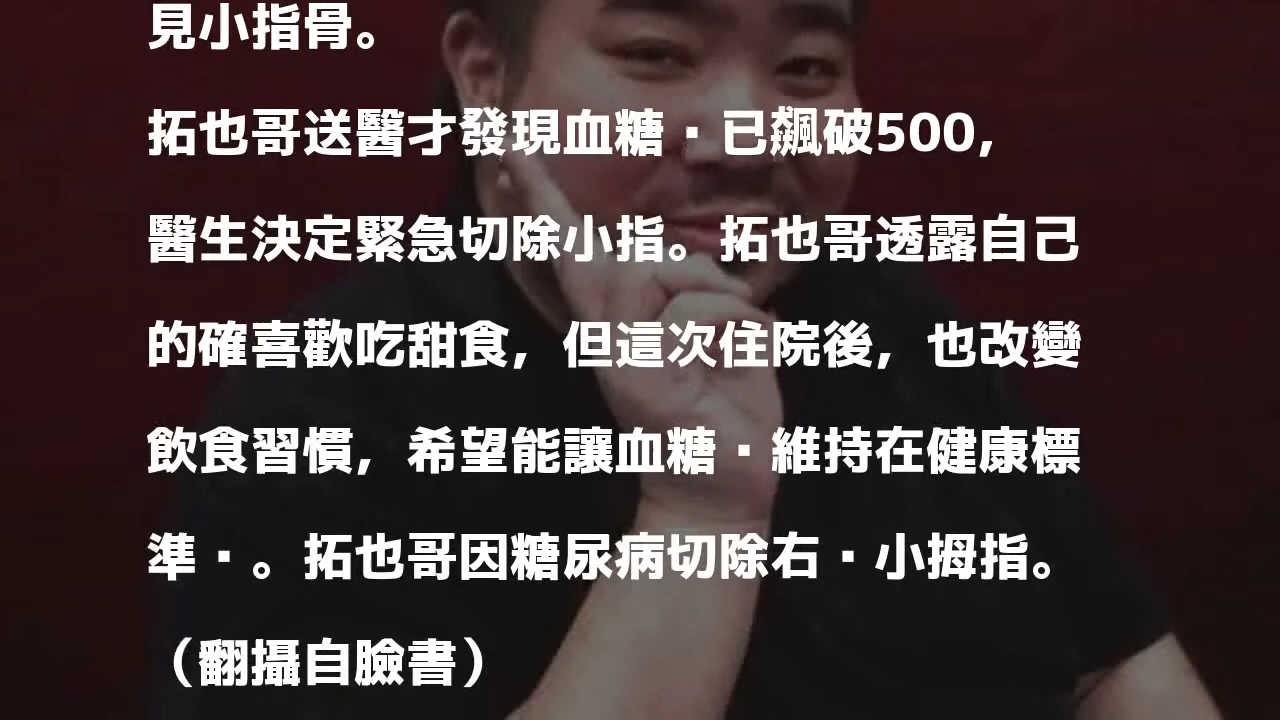 見小指骨。
拓也哥送醫才發現血糖▪已飆破500,
醫生決定緊急切除小指。拓也哥透露自己
的確喜歡吃甜食，但這次住院後，也改變
飲食習慣，希望能讓血糖▪維持在健康標
準▪。拓也哥因糖尿病切除右▪小拇指。
（翻攝自臉書）